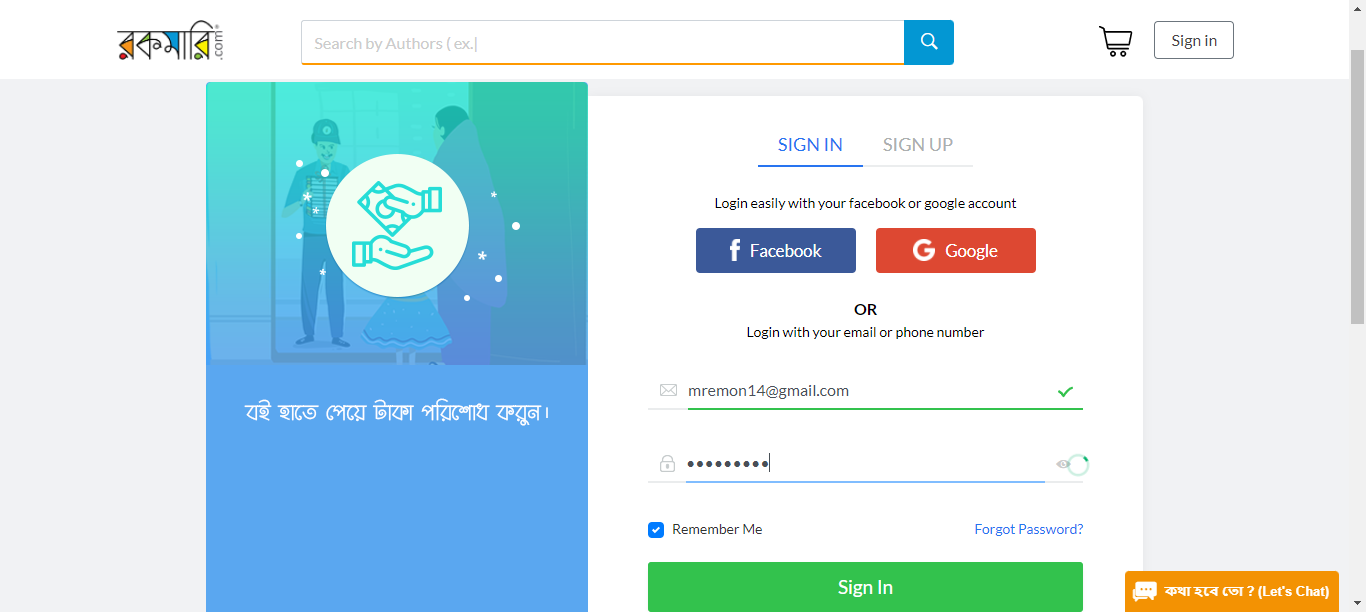 রকমারি.com
Search by Authors ( ex.|
Sign in
SIGN IN SIGN UP
Login easily with your facebook or google account
Facebook Google
OR
Login with your email or phone number
mremon14@gmail.com
•••••••••
Remember Me Forgot Password?
Sign In
বই হাতে পেয়ে টাকা পরিশোধ করুন।
কথা হবে তো ? (Let's Chat)